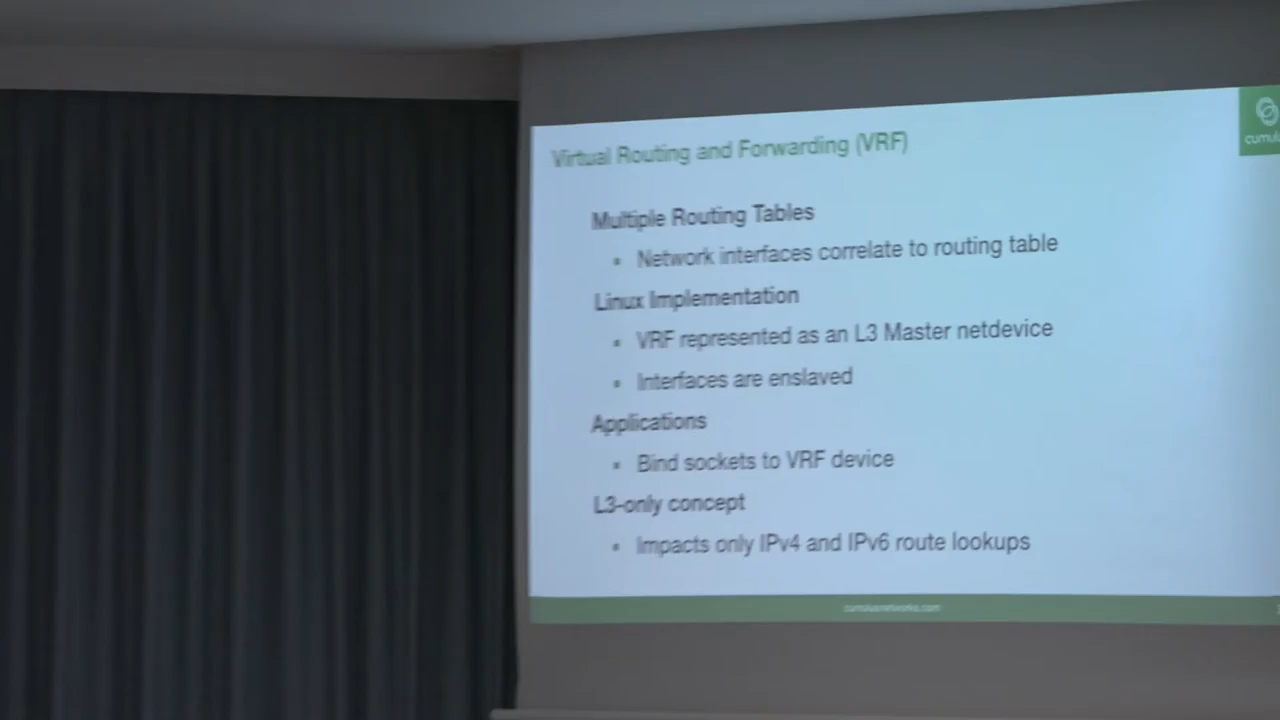 Virtual Routing and Forwarding (VRF)
Multiple Routing Tables
Network interfaces correlate to routing table
Linux Implementation
VRF represented as an L3 Master netdevice
Interfaces are enslaved
Applications
Bind sockets to VRF device
L3-only concept
Impacts only IPv4 and IPv6 route lookups
cumulusnetworks.com